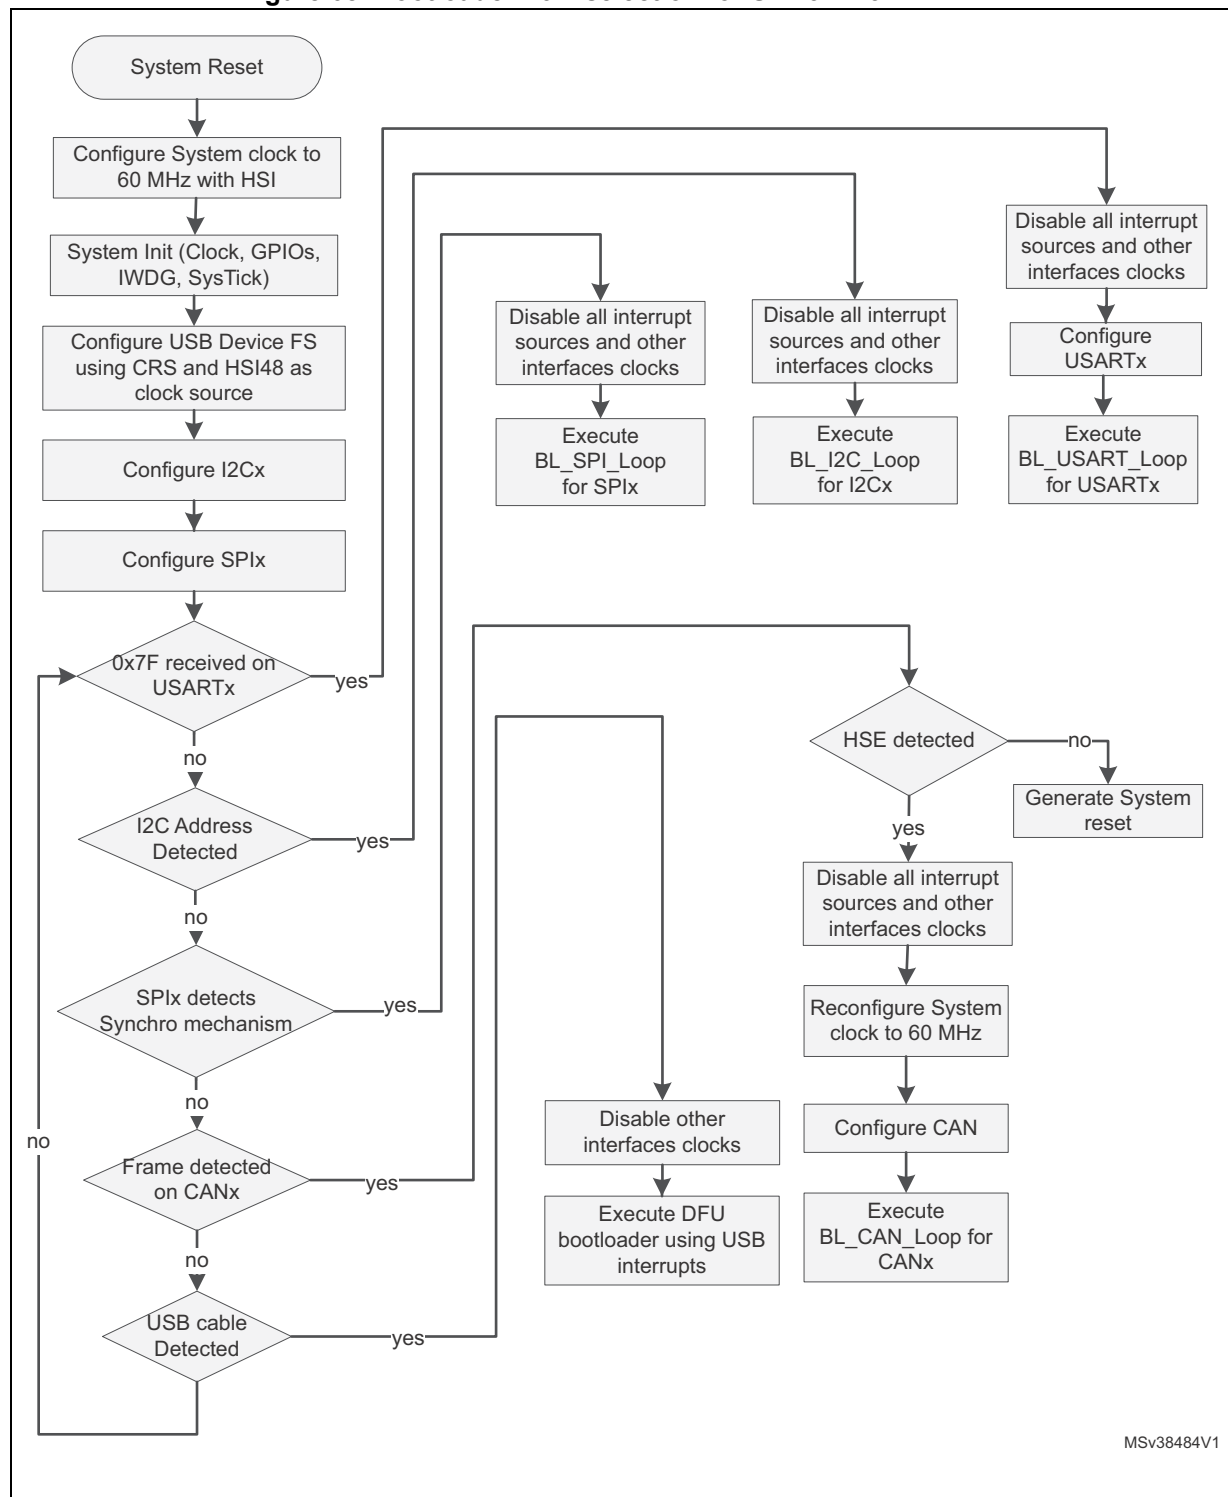 System Reset
Configure System clock to
60 MHz with HSI
System Init (Clock, GPIOs,
IWDG, SysTick)
Configure USB Device FS
using CRS and HSI48 as
clock source
Configure I2Cx
Configure SPIx
0x7F received on
USARTx
yes
no
I2C Address
Detected
yes
no
SPIx detects
Synchro mechanism
yes
no
Frame detected
on CANx
yes
no
USB cable
Detected
yes
no
Disable all interrupt
sources and other
interfaces clocks
Execute
BL_SPI_Loop
for SPIx
Disable all interrupt
sources and other
interfaces clocks
Execute
BL_I2C_Loop
for I2Cx
Disable all interrupt
sources and other
interfaces clocks
Configure
USARTx
Execute
BL_USART_Loop
for USARTx
HSE detected
no
Generate System
reset
yes
Disable all interrupt
sources and other
interfaces clocks
Reconfigure System
clock to 60 MHz
Configure CAN
Execute
BL_CAN_Loop for
CANx
Disable other
interfaces clocks
Execute DFU
bootloader using USB
interrupts
MSv38484V1